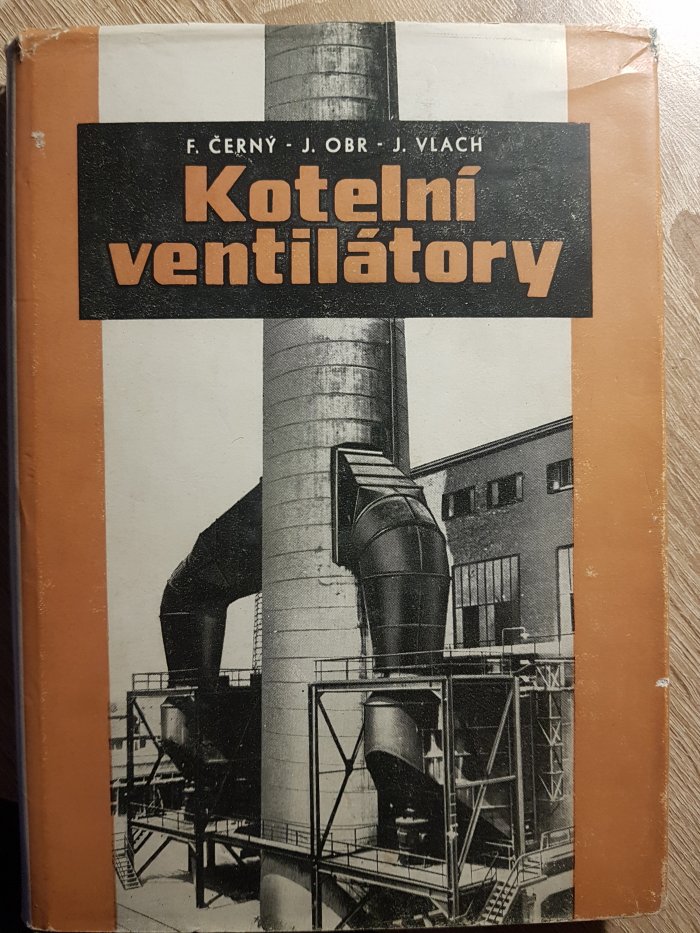 F. ČERNÝ - J. OBR - J. VLACH
Kotelní
ventilátory